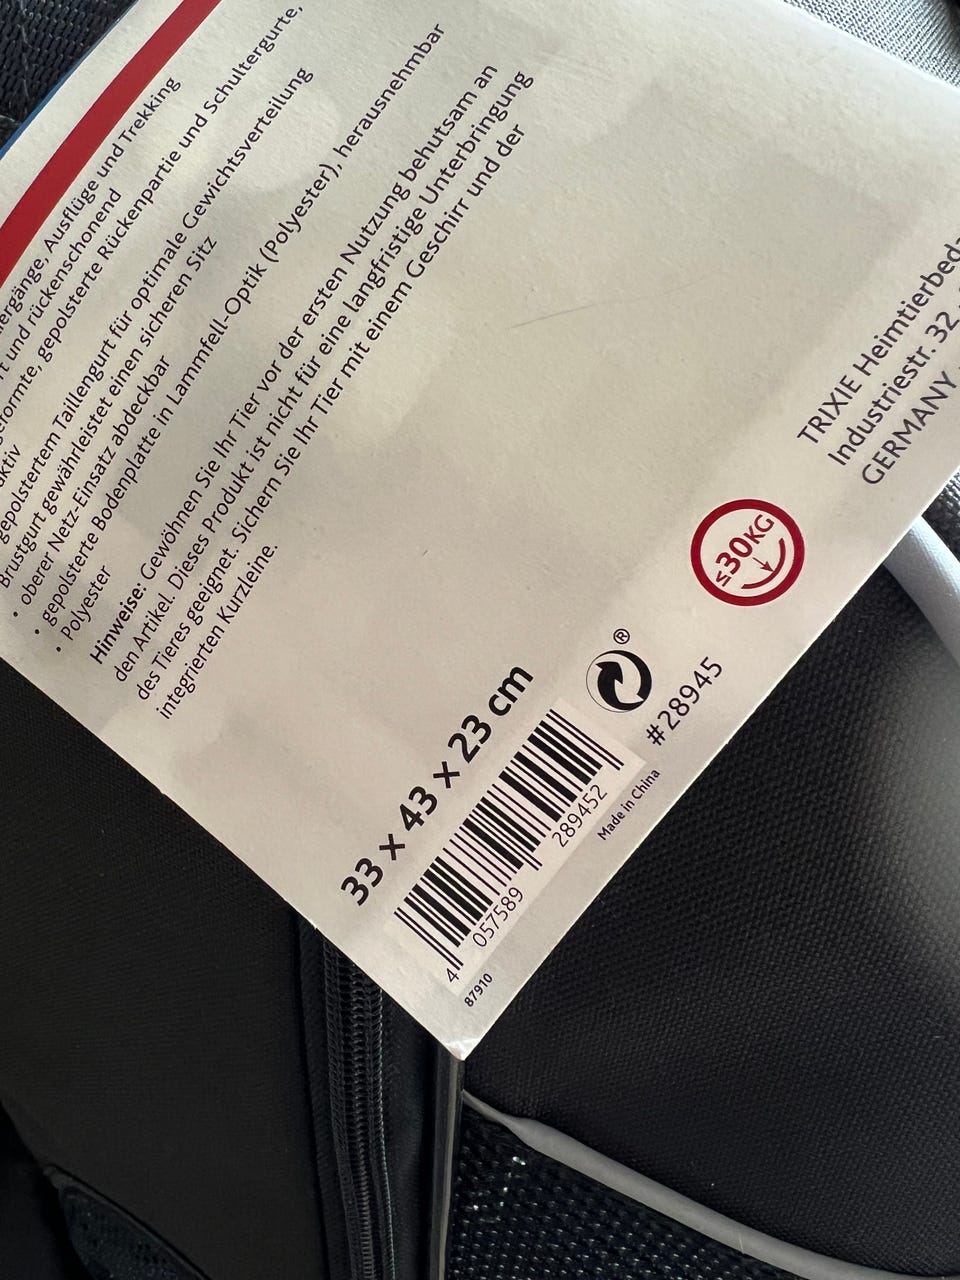 Ausflüge und Trekking
und rückenschonend
gepolsterte Rückenpartie und Schultergurte,
gepolstertem Taillengurt für optimale Gewichtsverteilung
Brustgurt gewährleistet einen sicheren Sitz
• oberer Netz-Einsatz abdeckbar
• gepolsterte Bodenplatte in Lammfell-Optik (Polyester), herausnehmbar
• Polyester
Hinweise: Gewöhnen Sie Ihr Tier vor der ersten Nutzung behutsam an
den Artikel. Dieses Produkt ist nicht für eine langfristige Unterbringung
des Tieres geeignet. Sichern Sie Ihr Tier mit einem Geschirr und der
integrierten Kurzleine.
33 x 43 x 23 cm
4 057589 289452
87910
Made in China
#28945
®
≤30KG
TRIXIE
Industriestr. 32
GERMANY